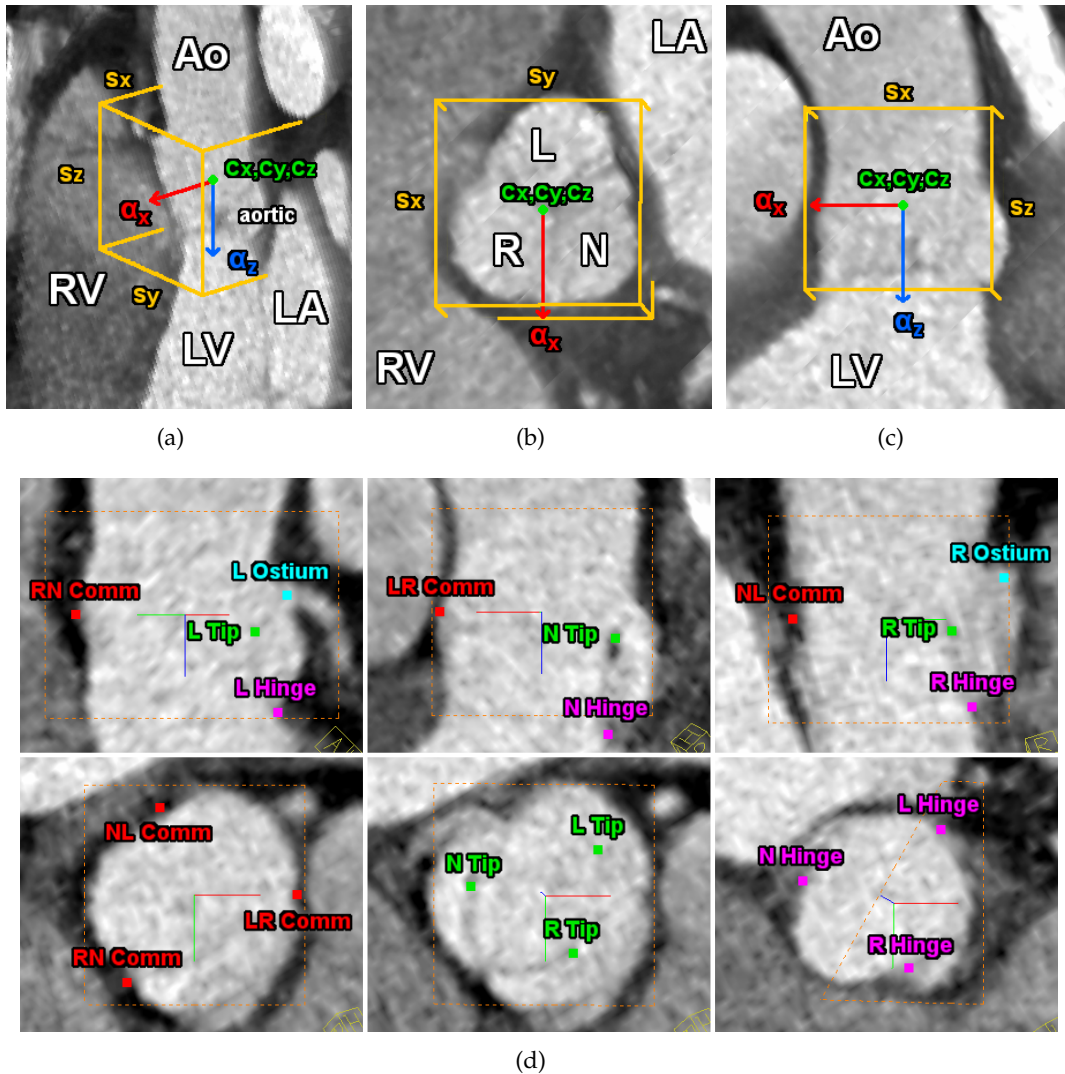 Ao
Sx
Sz
Cx,Cy,Cz
αx
aortic
αz
RV
Sy
LA
LV
(a)
LA
Sy
L
Sx
Cx,Cy,Cz
R
N
αx
RV
(b)
Ao
Sx
αx
Cx,Cy,Cz
Sz
αz
LV
(c)
RN Comm
L Ostium
L Tip
L Hinge
A
LR Comm
N Tip
N Hinge
R Ostium
NL Comm
R Tip
R Hinge
R
NL Comm
LR Comm
RN Comm
L Tip
N Tip
R Tip
L Hinge
N Hinge
R Hinge
(d)